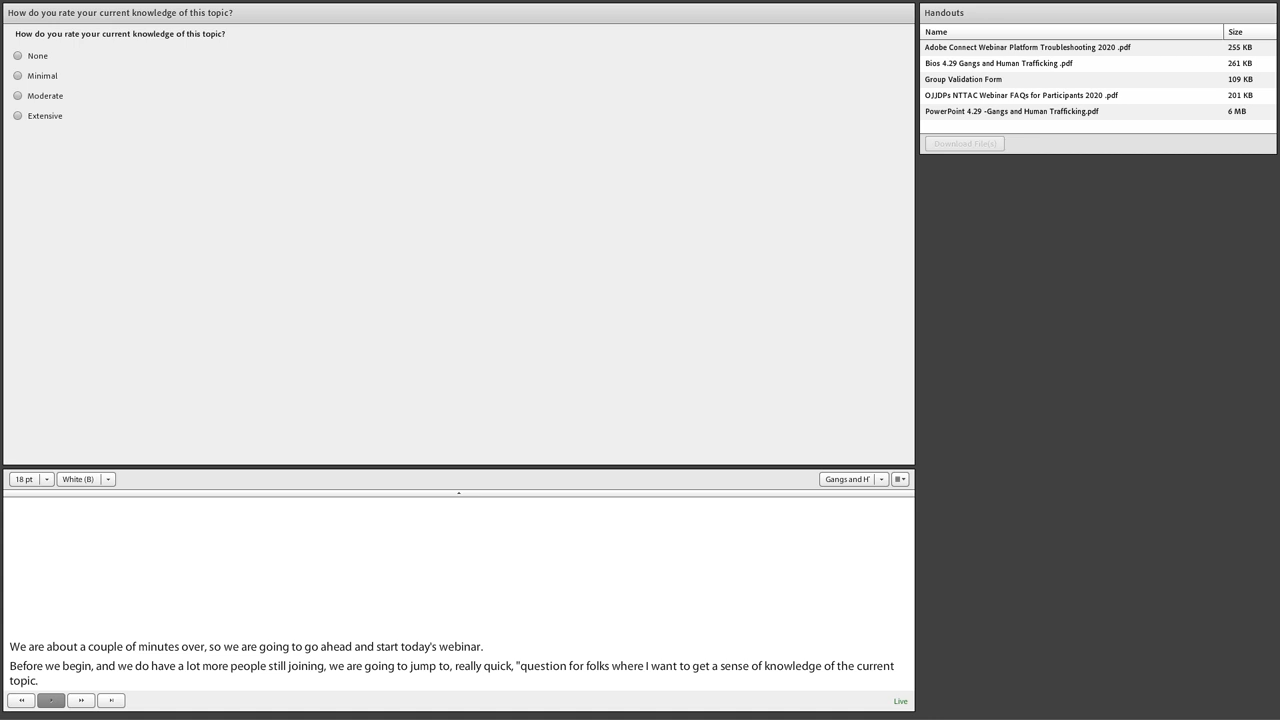 How do you rate your current knowledge of this topic?
How do you rate your current knowledge of this topic?
None
Minimal
Moderate
Extensive
18 pt
White (B)
Gangs and H'
We are about a couple of minutes over, so we are going to go ahead and start today's webinar.
Before we begin, and we do have a lot more people still joining, we are going to jump to, really quick, "question for folks where I want to get a sense of knowledge of the current
topic.
Live
Handouts
Name Size
Adobe Connect Webinar Platform Troubleshooting 2020 .pdf 255 KB
Bios 4.29 Gangs and Human Trafficking .pdf 261 KB
Group Validation Form 109 KB
OJJDPs NTTAC Webinar FAQs for Participants 2020 .pdf 201 KB
PowerPoint 4.29 -Gangs and Human Trafficking.pdf 6 MB
Download File(s)